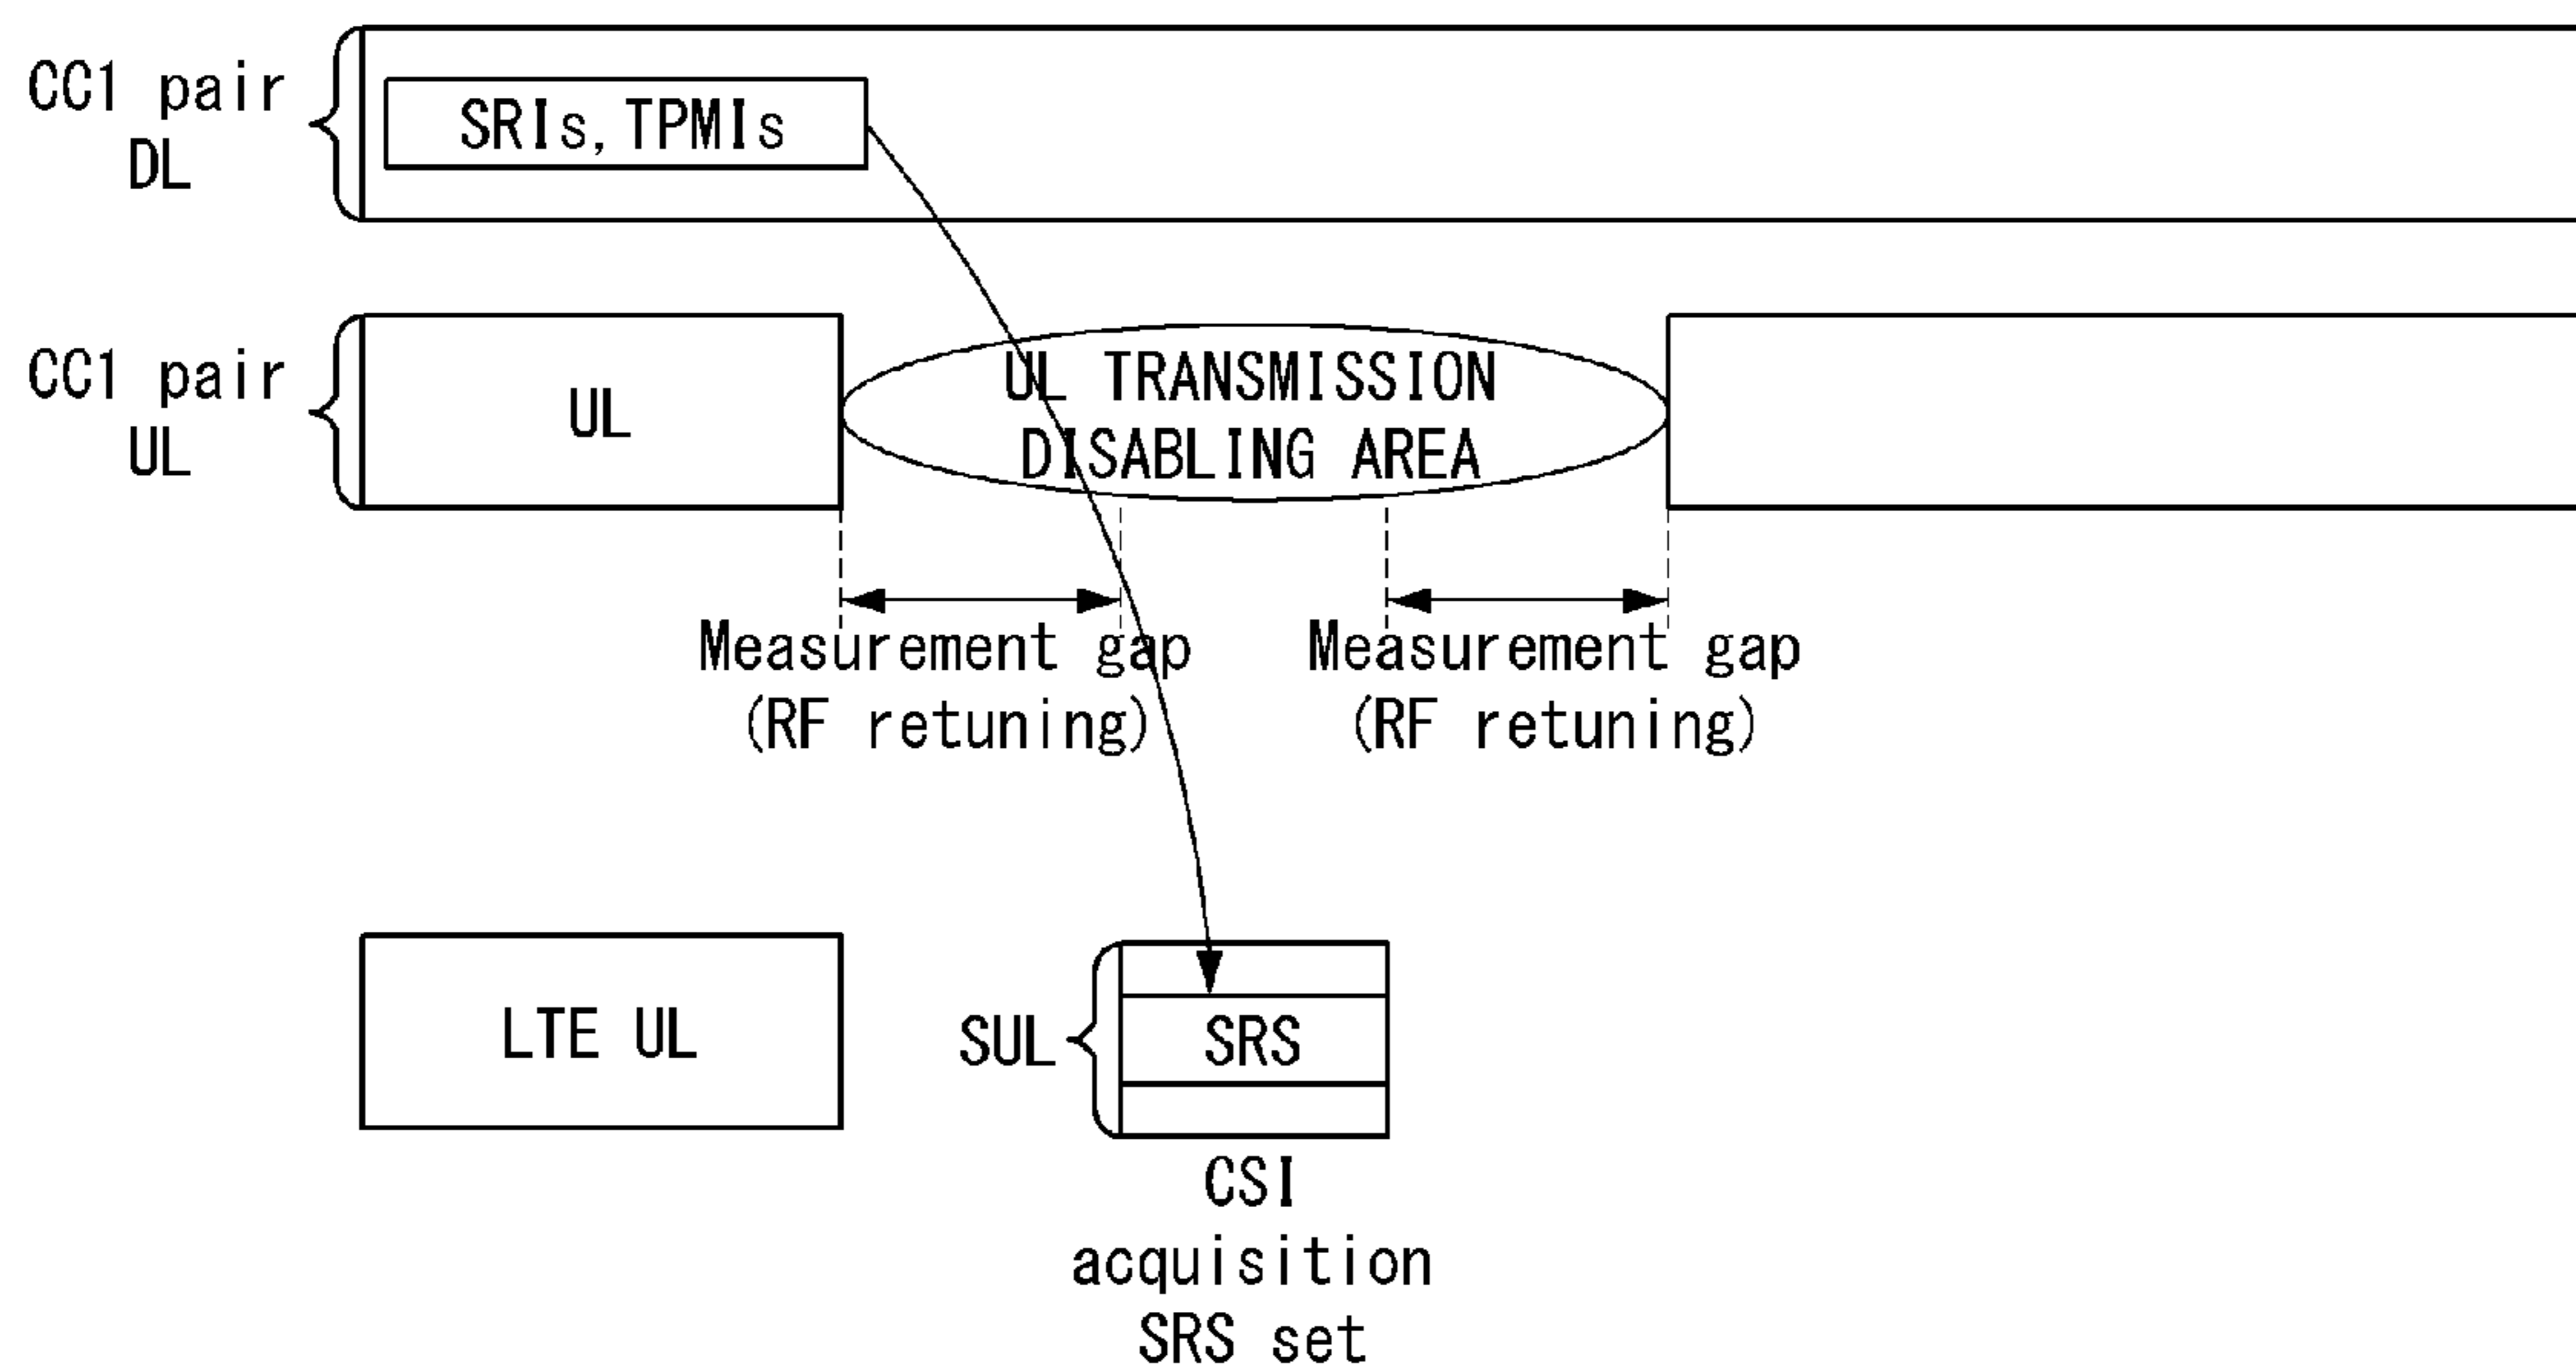 CC1 pair
DL
SRIs, TPMIs
CC1 pair
UL
UL
UL TRANSMISSION
DISABLING AREA
Measurement gap
(RF retuning)
Measurement gap
(RF retuning)
LTE UL
SUL
SRS
CSI
acquisition
SRS set